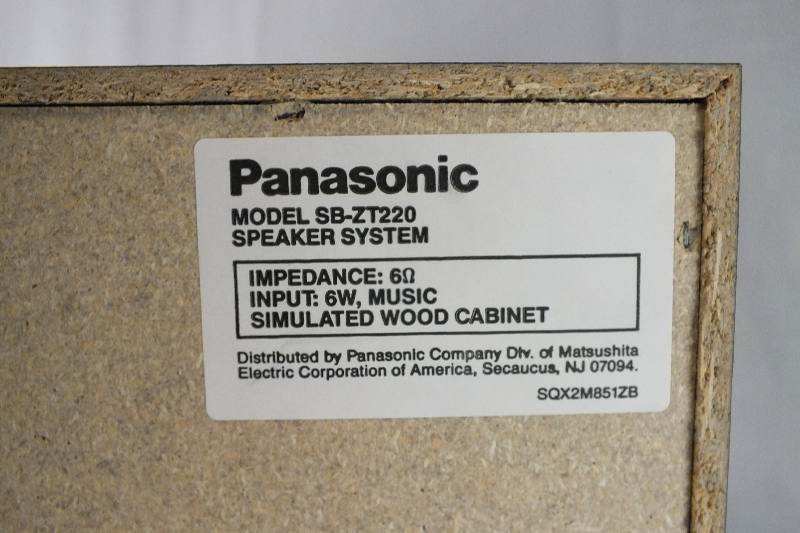 Panasonic
MODEL SB-ZT220
SPEAKER SYSTEM
IMPEDANCE: 6Ω
INPUT: 6W, MUSIC
SIMULATED WOOD CABINET
Distributed by Panasonic Company Div. of Matsushita
Electric Corporation of America, Secaucus, NJ 07094.
SQX2M851ZB